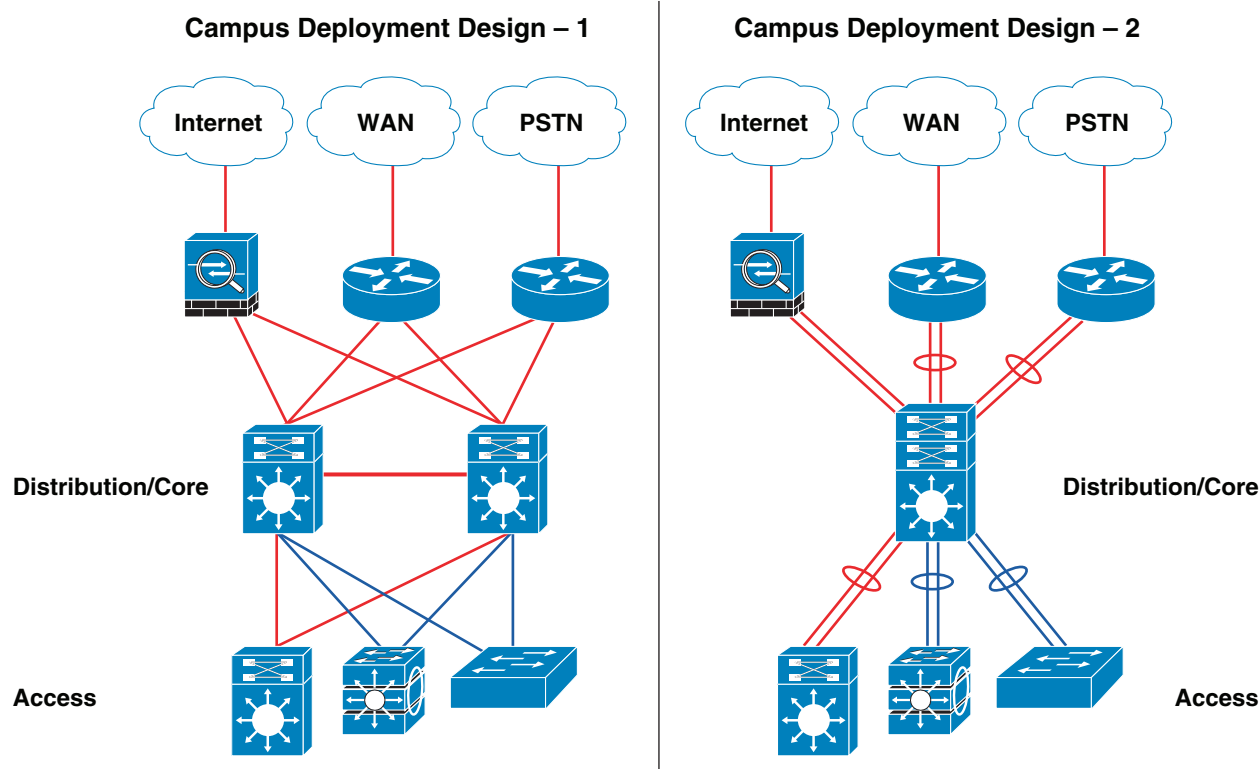 Campus Deployment Design – 1
Internet
WAN
PSTN
Distribution/Core
Access
Campus Deployment Design – 2
Internet
WAN
PSTN
Distribution/Core
Access